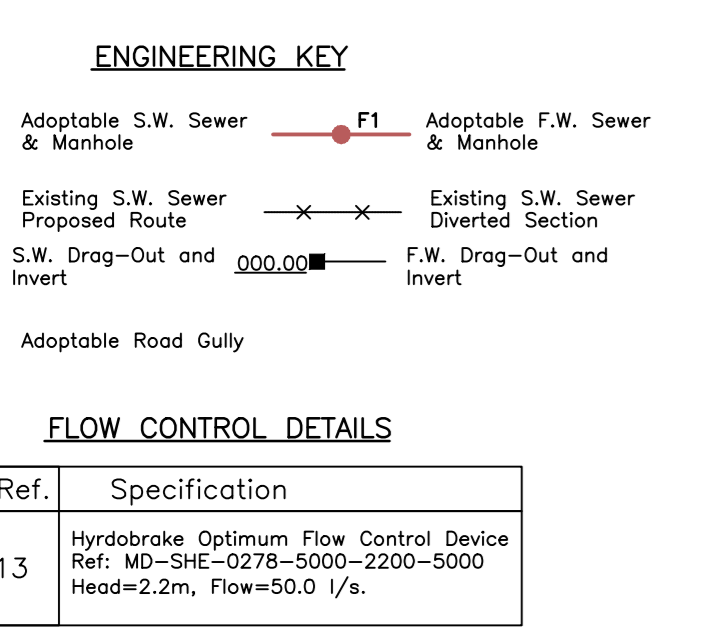 ENGINEERING KEY
Adoptable S.W. Sewer
& Manhole
F1
Adoptable F.W. Sewer
& Manhole
Existing S.W. Sewer
Proposed Route
Existing S.W. Sewer
Diverted Section
S.W. Drag-Out and
Invert
000.00
F.W. Drag-Out and
Invert
Adoptable Road Gully
FLOW CONTROL DETAILS
Ref. Specification
13
Hyrdobrake Optimum Flow Control Device
Ref: MD-SHE-0278-5000-2200-5000
Head=2.2m, Flow=50.0 l/s.